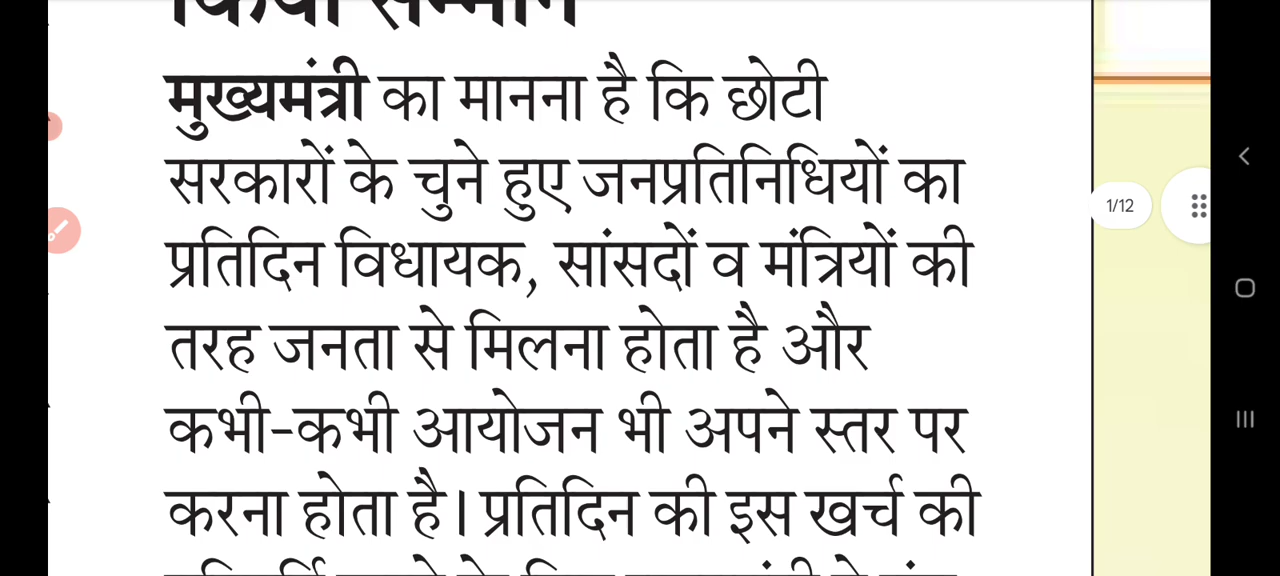 किया सम्मान
मुख्यमंत्री का मानना है कि छोटी
सरकारों के चुने हुए जनप्रतिनिधियों का
प्रतिदिन विधायक, सांसदों व मंत्रियों की
तरह जनता से मिलना होता है और
कभी-कभी आयोजन भी अपने स्तर पर
करना होता है। प्रतिदिन की इस खर्च की
1/12